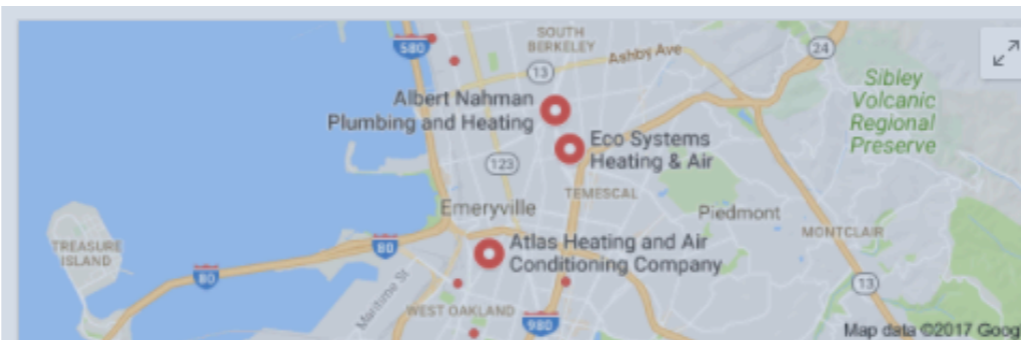 SOUTH
BERKELEY
580
Ashby Ave
24
13
Sibley
Volcanic
Regional
Preserve
Albert Nahman
Plumbing and Heating
Eco Systems
Heating & Air
123
TEMESCAL
Emeryville
Piedmont
MONTCLAIR
TREASURE
ISLAND
80
80
Atlas Heating and Air
Conditioning Company
13
Maritime St
WEST OAKLAND
980
Map data ©2017 Goog